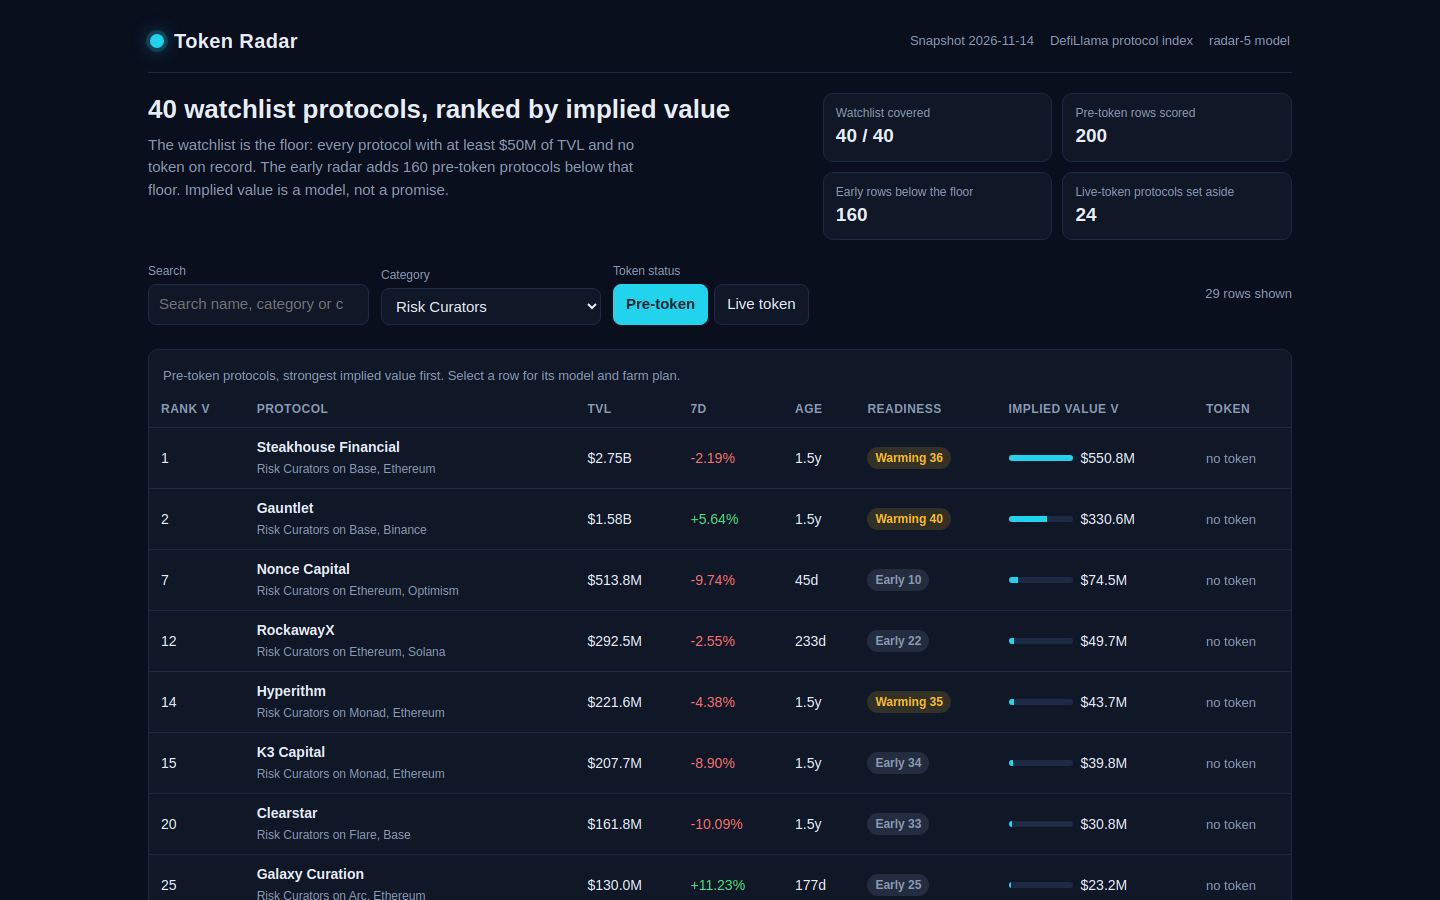 Token Radar
Snapshot 2026-11-14 DefiLlama protocol index radar-5 model
40 watchlist protocols, ranked by implied value
The watchlist is the floor: every protocol with at least $50M of TVL and no
token on record. The early radar adds 160 pre-token protocols below that
floor. Implied value is a model, not a promise.
Watchlist covered
40 / 40
Pre-token rows scored
200
Early rows below the floor
160
Live-token protocols set aside
24
Search
Search name, category or c
Category
Risk Curators
Token status
Pre-token Live token
29 rows shown
Pre-token protocols, strongest implied value first. Select a row for its model and farm plan.
RANK V PROTOCOL TVL 7D AGE READINESS IMPLIED VALUE V TOKEN
1 Steakhouse Financial $2.75B -2.19% 1.5y Warming 36 $550.8M no token
Risk Curators on Base, Ethereum
2 Gauntlet $1.58B +5.64% 1.5y Warming 40 $330.6M no token
Risk Curators on Base, Binance
7 Nonce Capital $513.8M -9.74% 45d Early 10 $74.5M no token
Risk Curators on Ethereum, Optimism
12 RockawayX $292.5M -2.55% 233d Early 22 $49.7M no token
Risk Curators on Ethereum, Solana
14 Hyperithm $221.6M -4.38% 1.5y Warming 35 $43.7M no token
Risk Curators on Monad, Ethereum
15 K3 Capital $207.7M -8.90% 1.5y Early 34 $39.8M no token
Risk Curators on Monad, Ethereum
20 Clearstar $161.8M -10.09% 1.5y Early 33 $30.8M no token
Risk Curators on Flare, Base
25 Galaxy Curation $130.0M +11.23% 177d Early 25 $23.2M no token
Risk Curators on Arc, Ethereum